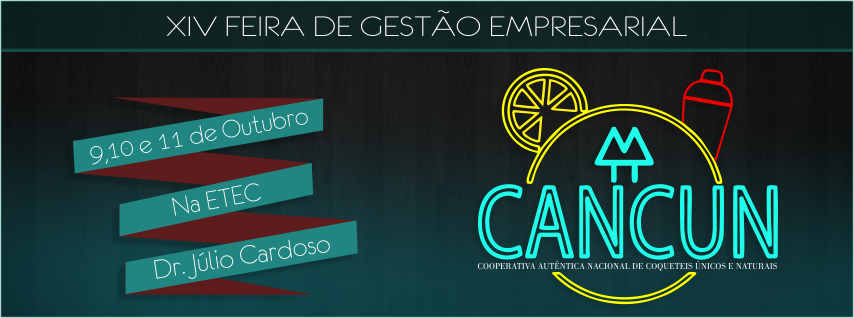 XIV FEIRA DE GESTÃO EMPRESARIAL
9,10 e 11 de Outubro
Na ETEC
Dr. Júlio Cardoso
CANCUN
COOPERATIVA AUTÊNTICA NACIONAL DE COQUETEIS ÚNICOS E NATURAIS